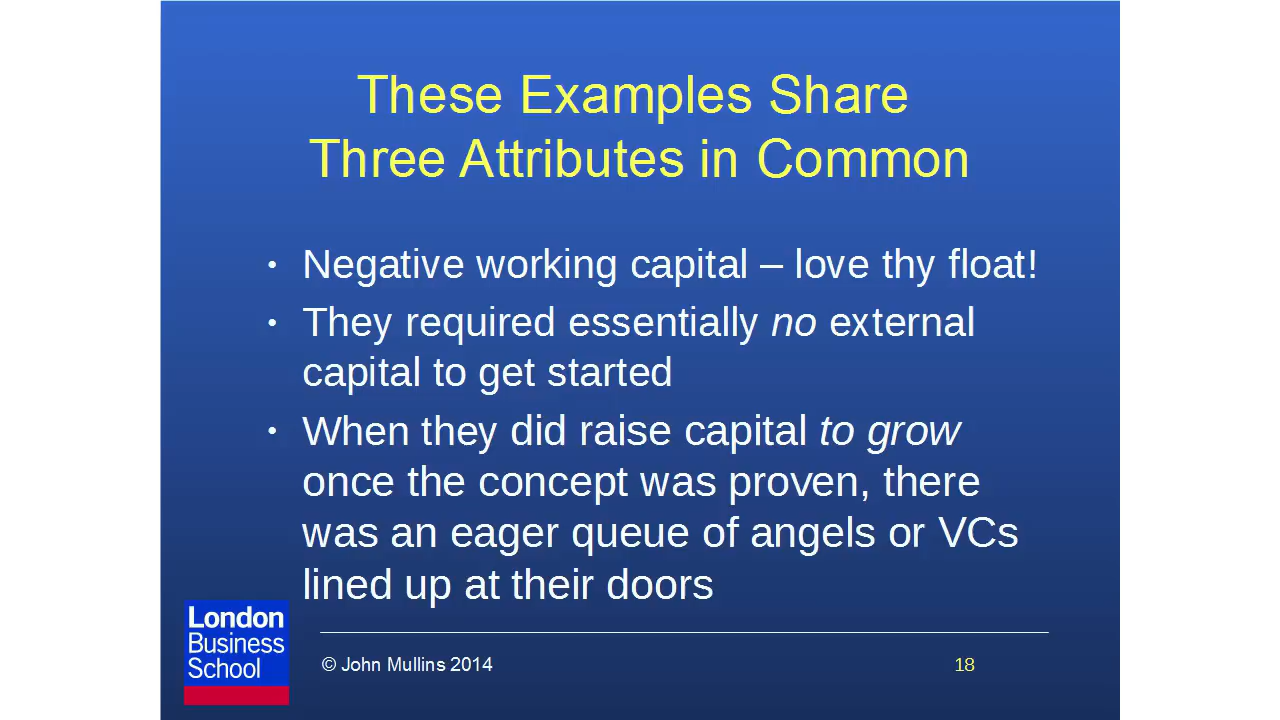 These Examples Share
Three Attributes in Common
• Negative working capital – love thy float!
• They required essentially no external
capital to get started
• When they did raise capital to grow
once the concept was proven, there
was an eager queue of angels or VCs
lined up at their doors
London
Business
School
© John Mullins 2014
18